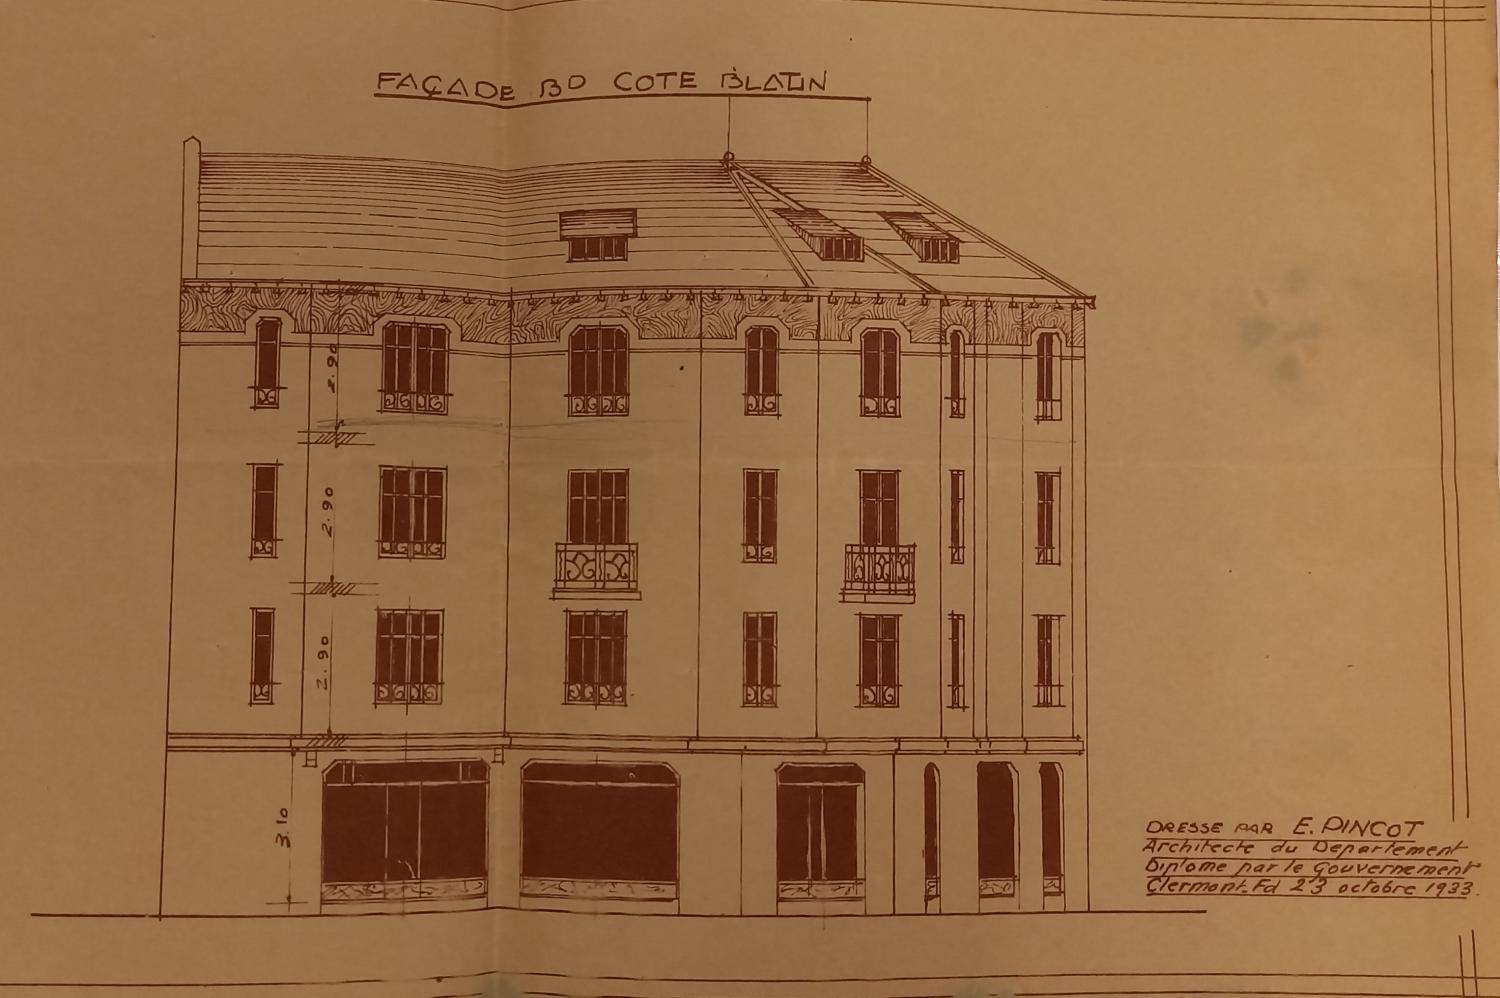 FAÇADE BD COTE BLATIN
2.90
2.90
2.90
3.10
DRESSE PAR E. PINCOT
Architecte du Departement
Diplome par le Gouvernement
Clermont.Fd 23 octobre 1933.